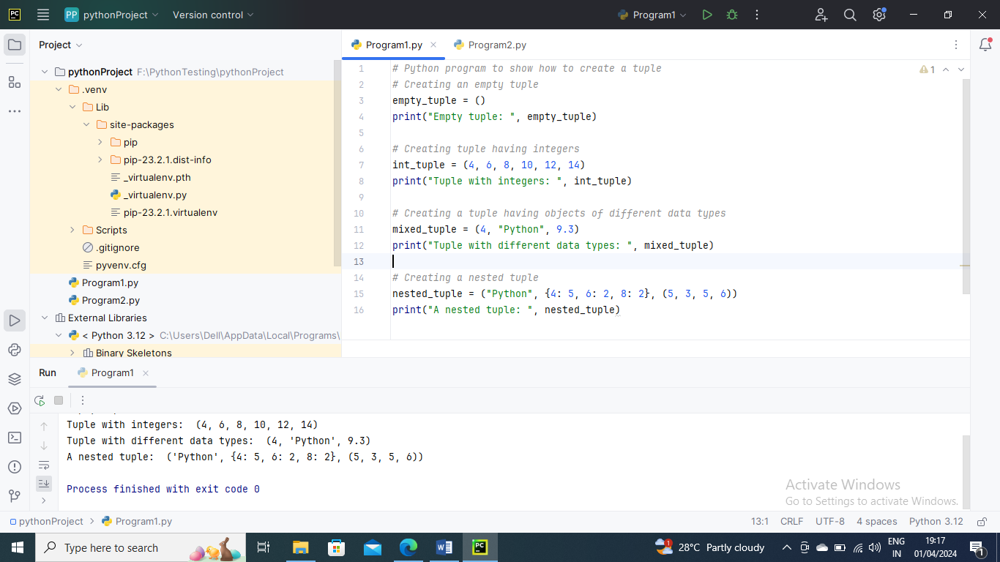 PC
PP pythonProject Version control Program1
Project
pythonProject F:\PythonTesting\pythonProject
.venv
Lib
site-packages
pip
pip-23.2.1.dist-info
_virtualenv.pth
_virtualenv.py
pip-23.2.1.virtualenv
Scripts
.gitignore
pyvenv.cfg
Program1.py
Program2.py
External Libraries
< Python 3.12 > C:\Users\Dell\AppData\Local\Programs\
Binary Skeletons
Program1.py Program2.py
1 # Python program to show how to create a tuple
2 # Creating an empty tuple
3 empty_tuple = ()
4 print("Empty tuple: ", empty_tuple)
5
6 # Creating tuple having integers
7 int_tuple = (4, 6, 8, 10, 12, 14)
8 print("Tuple with integers: ", int_tuple)
9
10 # Creating a tuple having objects of different data types
11 mixed_tuple = (4, "Python", 9.3)
12 print("Tuple with different data types: ", mixed_tuple)
13
14 # Creating a nested tuple
15 nested_tuple = ("Python", {4: 5, 6: 2, 8: 2}, (5, 3, 5, 6))
16 print("A nested tuple: ", nested_tuple)
1
Run Program1
Tuple with integers:  (4, 6, 8, 10, 12, 14)
Tuple with different data types:  (4, 'Python', 9.3)
A nested tuple:  ('Python', {4: 5, 6: 2, 8: 2}, (5, 3, 5, 6))
Process finished with exit code 0
Activate Windows
Go to Settings to activate Windows.
pythonProject > Program1.py 13:1 CRLF UTF-8 4 spaces Python 3.12
Type here to search
W
PC
1
28°C Partly cloudy
ENG
IN
19:17
01/04/2024
1